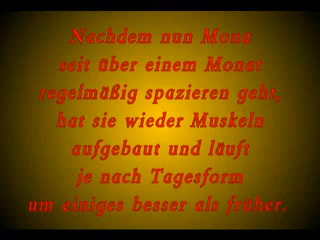 Nachdem nun Mona
seit über einem Monat
regelmäßig spazieren geht,
hat sie wieder Muskeln
aufgebaut und läuft
je nach Tagesform
um einiges besser als früher.